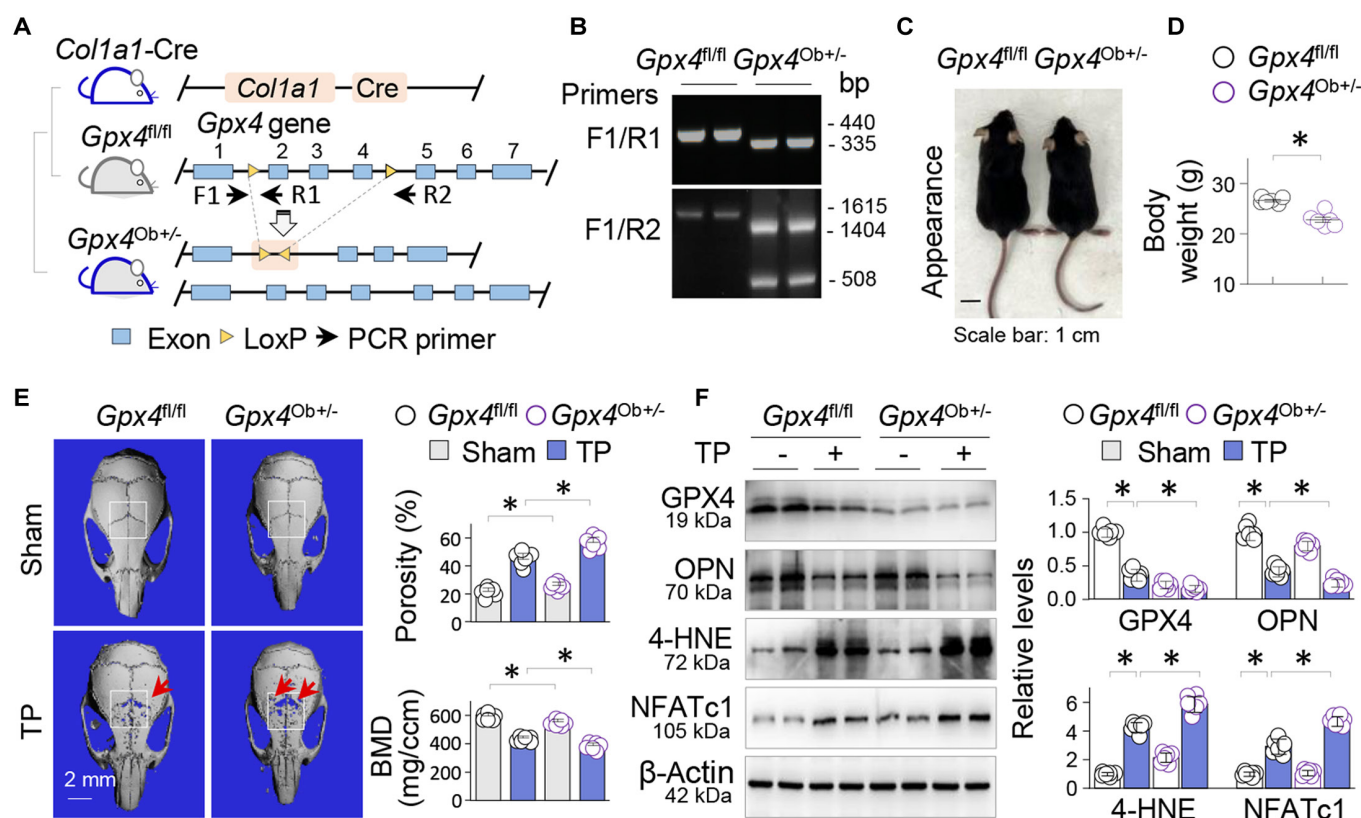 A
Col1a1-Cre
Col1a1 Cre
Gpx4fl/fl
Gpx4 gene
1 2 3 4 5 6 7
F1 R1 R2
Gpx4Ob+/-
Exon LoxP PCR primer
B
Gpx4fl/fl Gpx4Ob+/-
Primers bp
F1/R1
- 440
- 335
F1/R2
- 1615
- 1404
- 508
C
Gpx4fl/fl Gpx4Ob+/-
Appearance
Scale bar: 1 cm
D
Gpx4fl/fl
Gpx4Ob+/-
*
Body
weight (g)
30
20
10
E
Gpx4fl/fl Gpx4Ob+/-
Sham
TP
2 mm
Gpx4fl/fl Gpx4Ob+/-
Sham TP
* *
Porosity (%)
60
40
20
0
* *
BMD
(mg/ccm)
600
400
200
0
F
Gpx4fl/fl Gpx4Ob+/-
TP - + - +
GPX4
19 kDa
OPN
70 kDa
4-HNE
72 kDa
NFATc1
105 kDa
β-Actin
42 kDa
Gpx4fl/fl Gpx4Ob+/-
Sham TP
Relative levels
* * * *
1.5
1.0
0.5
0.0
GPX4 OPN
* * * *
6
4
2
0
4-HNE NFATc1